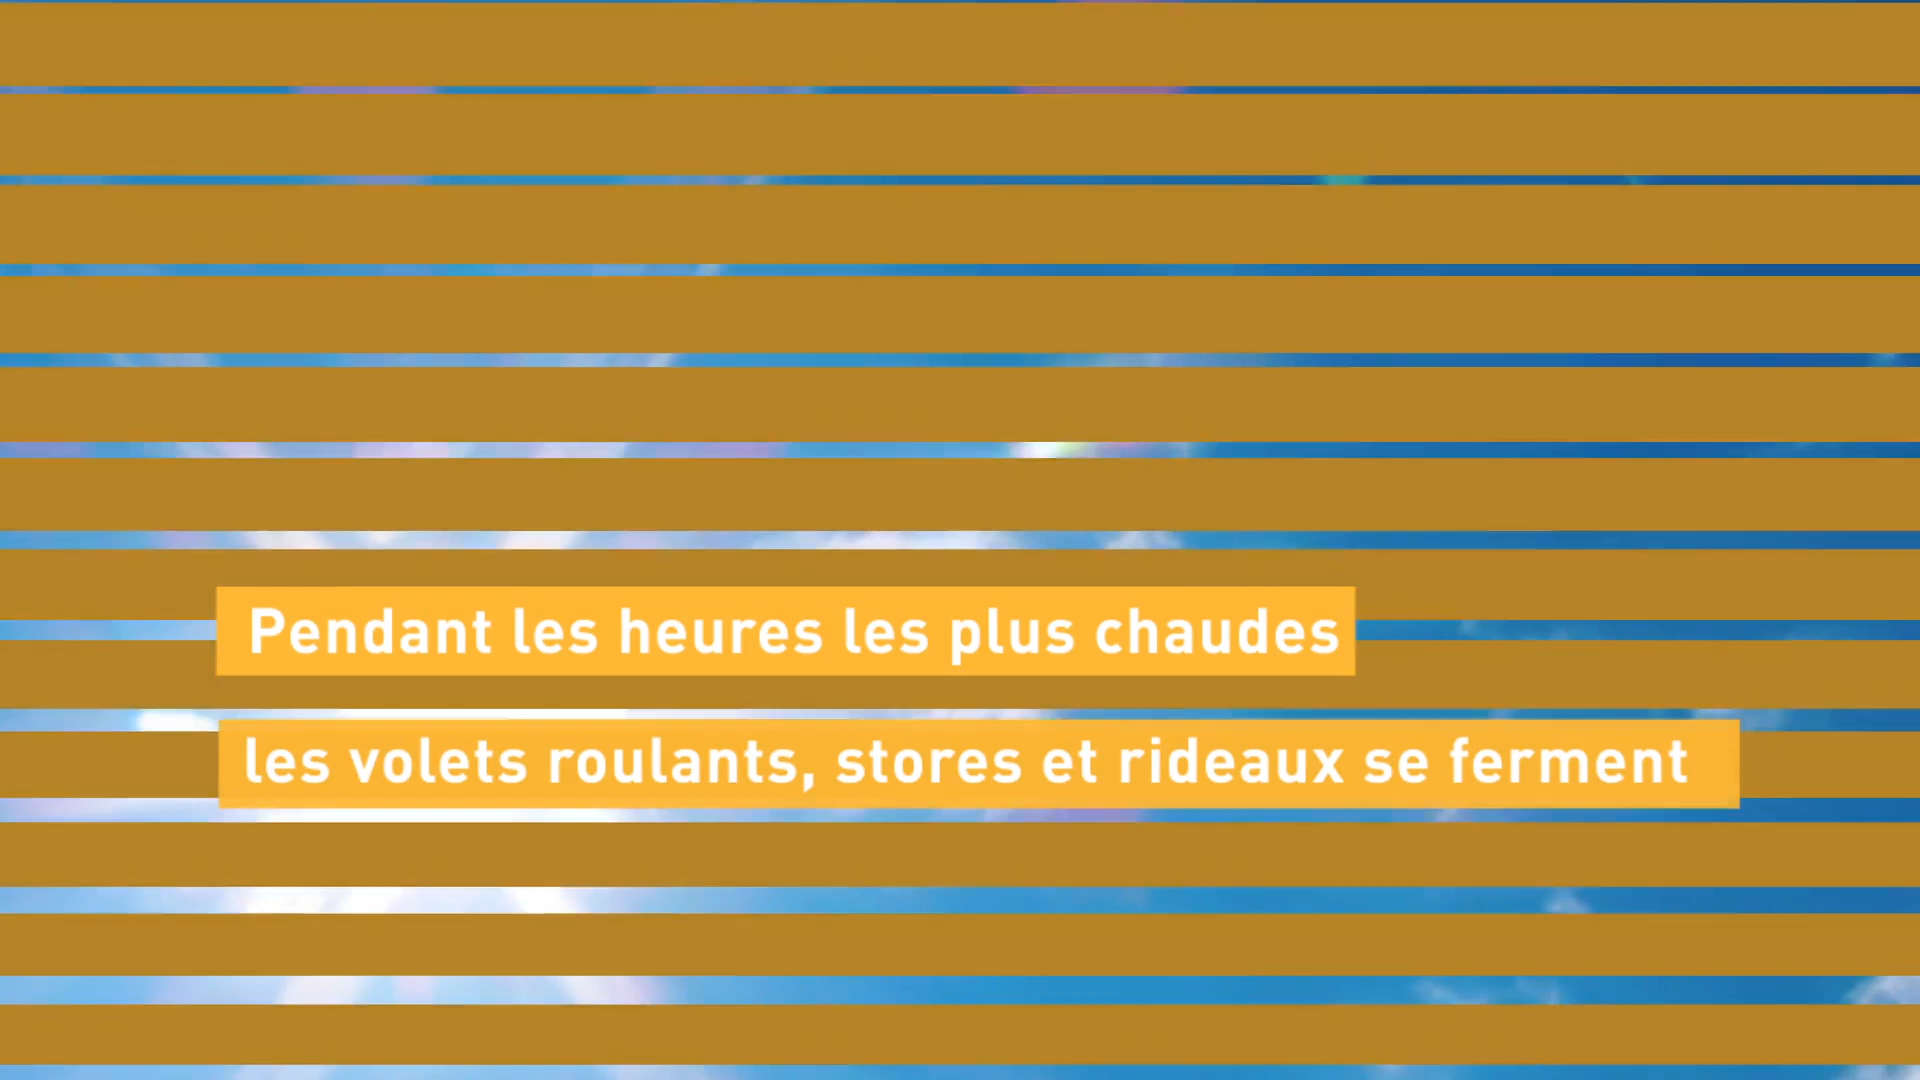 Pendant les heures les plus chaudes
les volets roulants, stores et rideaux se ferment